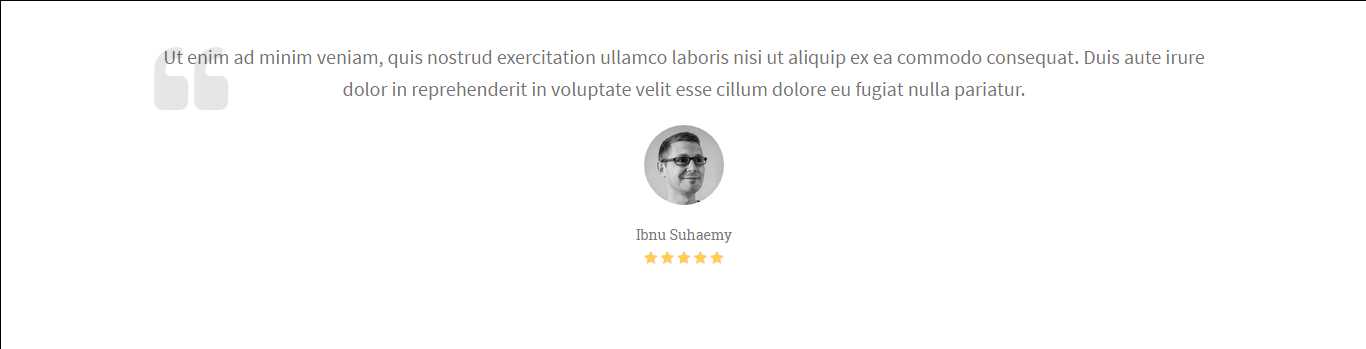 Ut enim ad minim veniam, quis nostrud exercitation ullamco laboris nisi ut aliquip ex ea commodo consequat. Duis aute irure
dolor in reprehenderit in voluptate velit esse cillum dolore eu fugiat nulla pariatur.
Ibnu Suhaemy